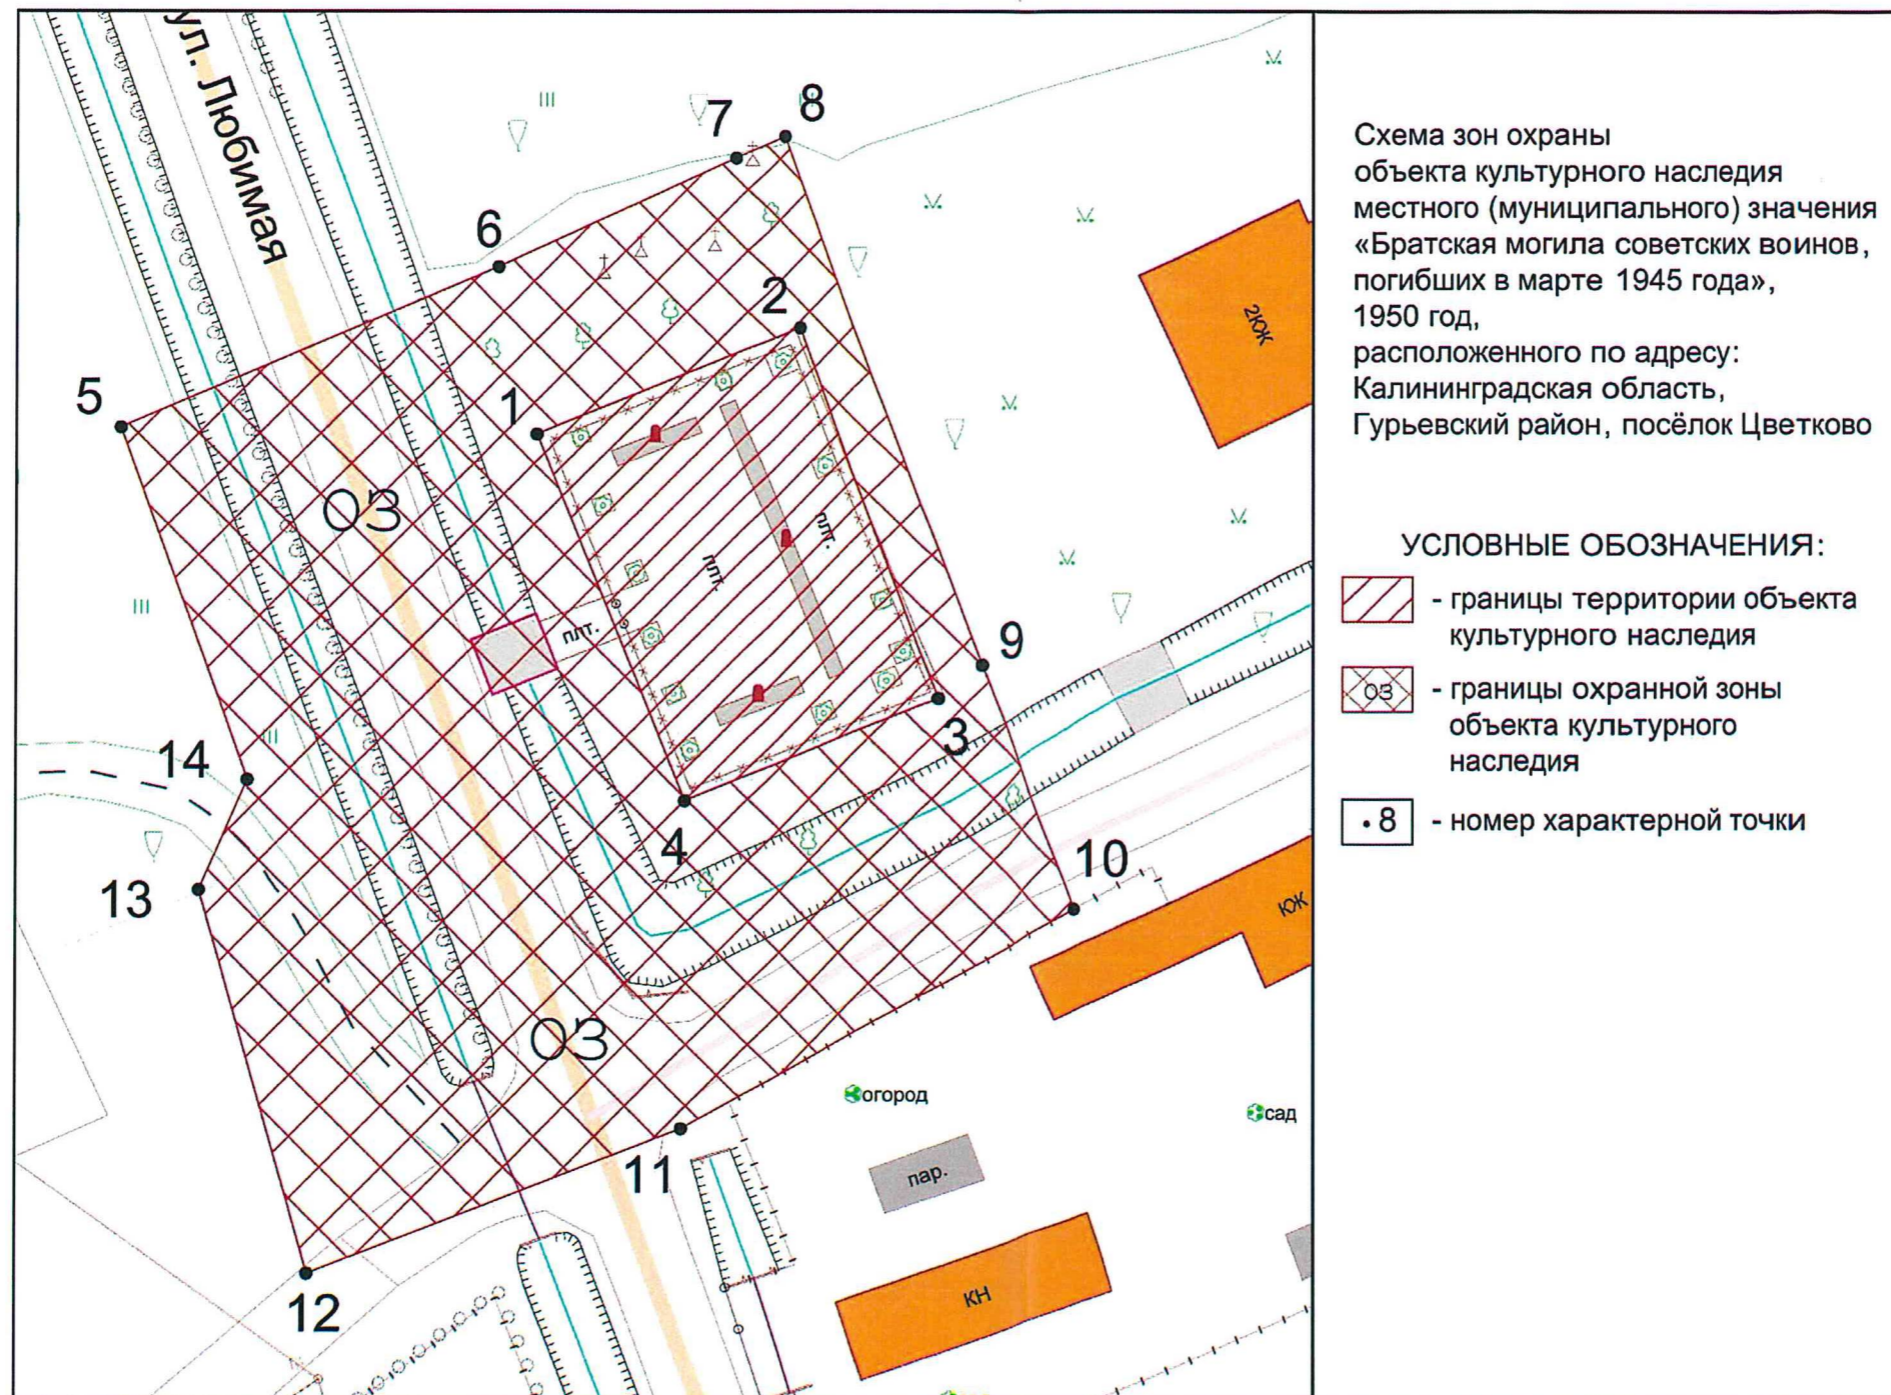 ул. Любимая
7
8
6
2
5
1
ОЗ
2КЖ
плт.
плт.
плт.
9
3
14
4
10
13
КЖ
ОЗ
огород
сад
11
пар.
12
КН
Схема зон охраны
объекта культурного наследия
местного (муниципального) значения
«Братская могила советских воинов,
погибших в марте 1945 года»,
1950 год,
расположенного по адресу:
Калининградская область,
Гурьевский район, посёлок Цветково
УСЛОВНЫЕ ОБОЗНАЧЕНИЯ:
- границы территории объекта
культурного наследия
ОЗ - границы охранной зоны
объекта культурного
наследия
• 8 - номер характерной точки